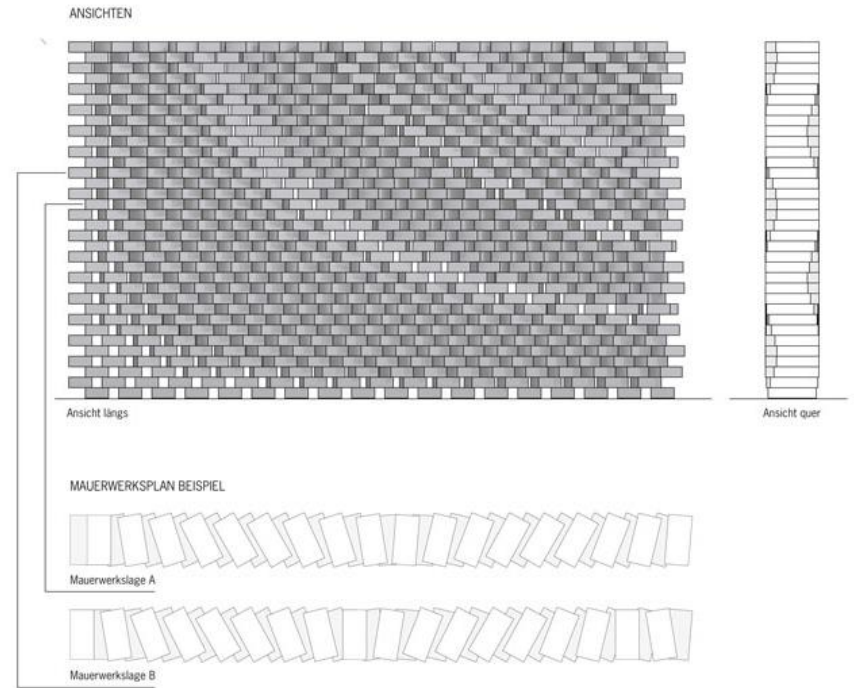 ANSICHTEN
Ansicht längs
Ansicht quer
MAUERWERKSPLAN BEISPIEL
Mauerwerkslage A
Mauerwerkslage B